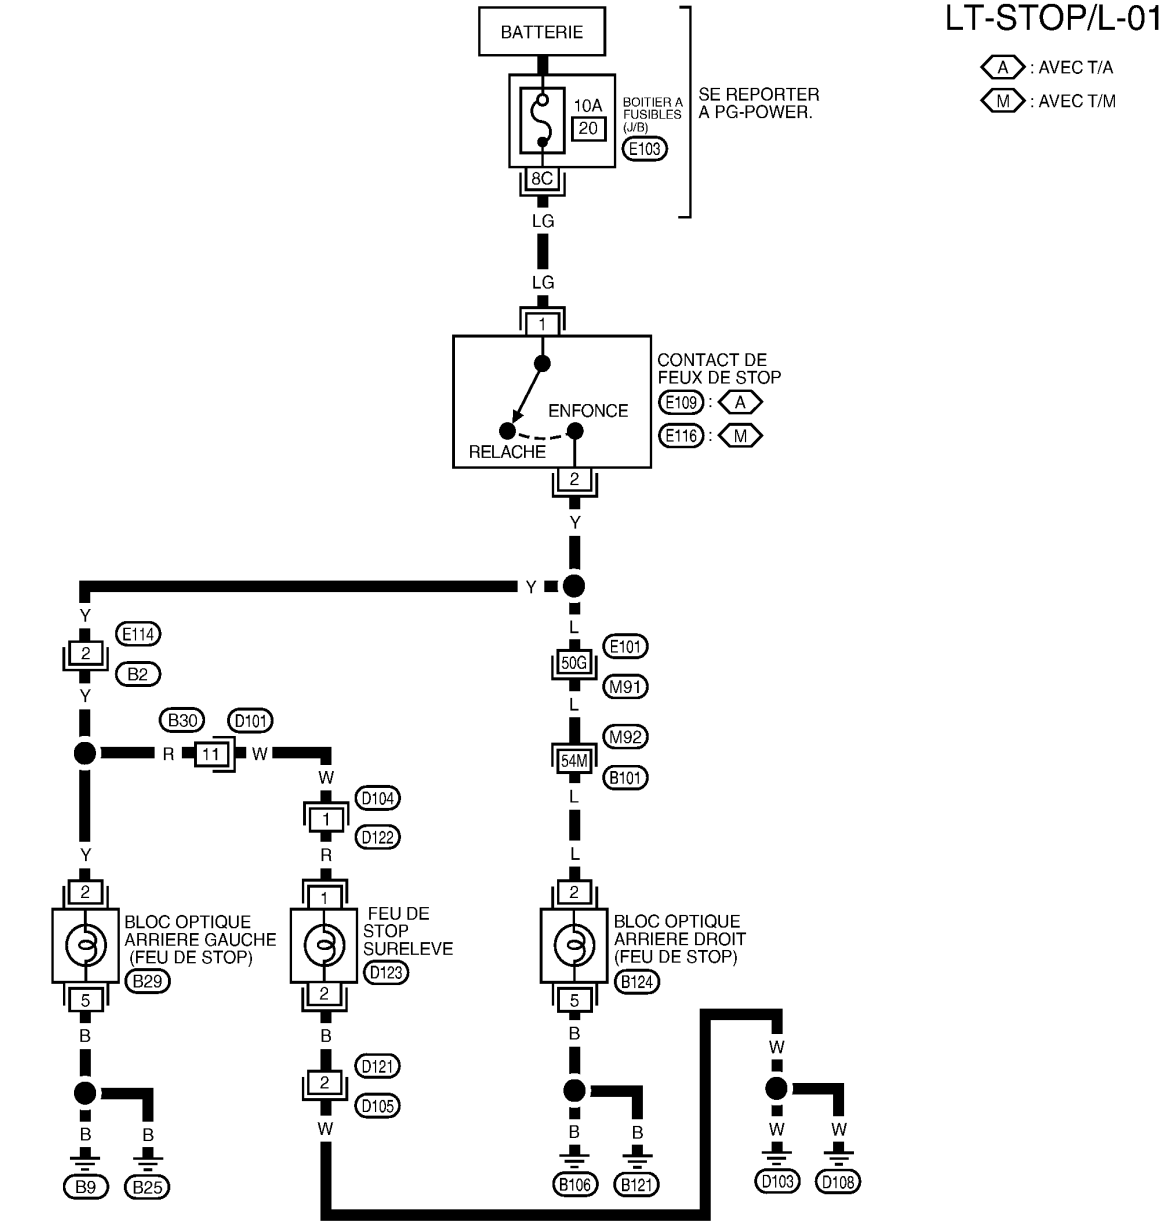 LT-STOP/L-01
A : AVEC T/A
M : AVEC T/M
BATTERIE
10A
20
BOITIER A
FUSIBLES
(J/B)
E103
SE REPORTER
A PG-POWER.
8C
LG
LG
1
CONTACT DE
FEUX DE STOP
E109 : A
E116 : M
ENFONCE
RELACHE
2
Y
Y
Y
L
2
E114
B2
50G
E101
M91
Y
L
B30
D101
R
11
W
M92
54M
B101
W
L
D104
1
D122
Y
R
L
2
1
2
BLOC OPTIQUE
ARRIERE GAUCHE
(FEU DE STOP)
B29
FEU DE
STOP
SURELEVE
D123
BLOC OPTIQUE
ARRIERE DROIT
(FEU DE STOP)
B124
5
2
5
B
B
B
W
D121
2
D105
B
B
W
B
B
W
W
B9
B25
B106
B121
D103
D108